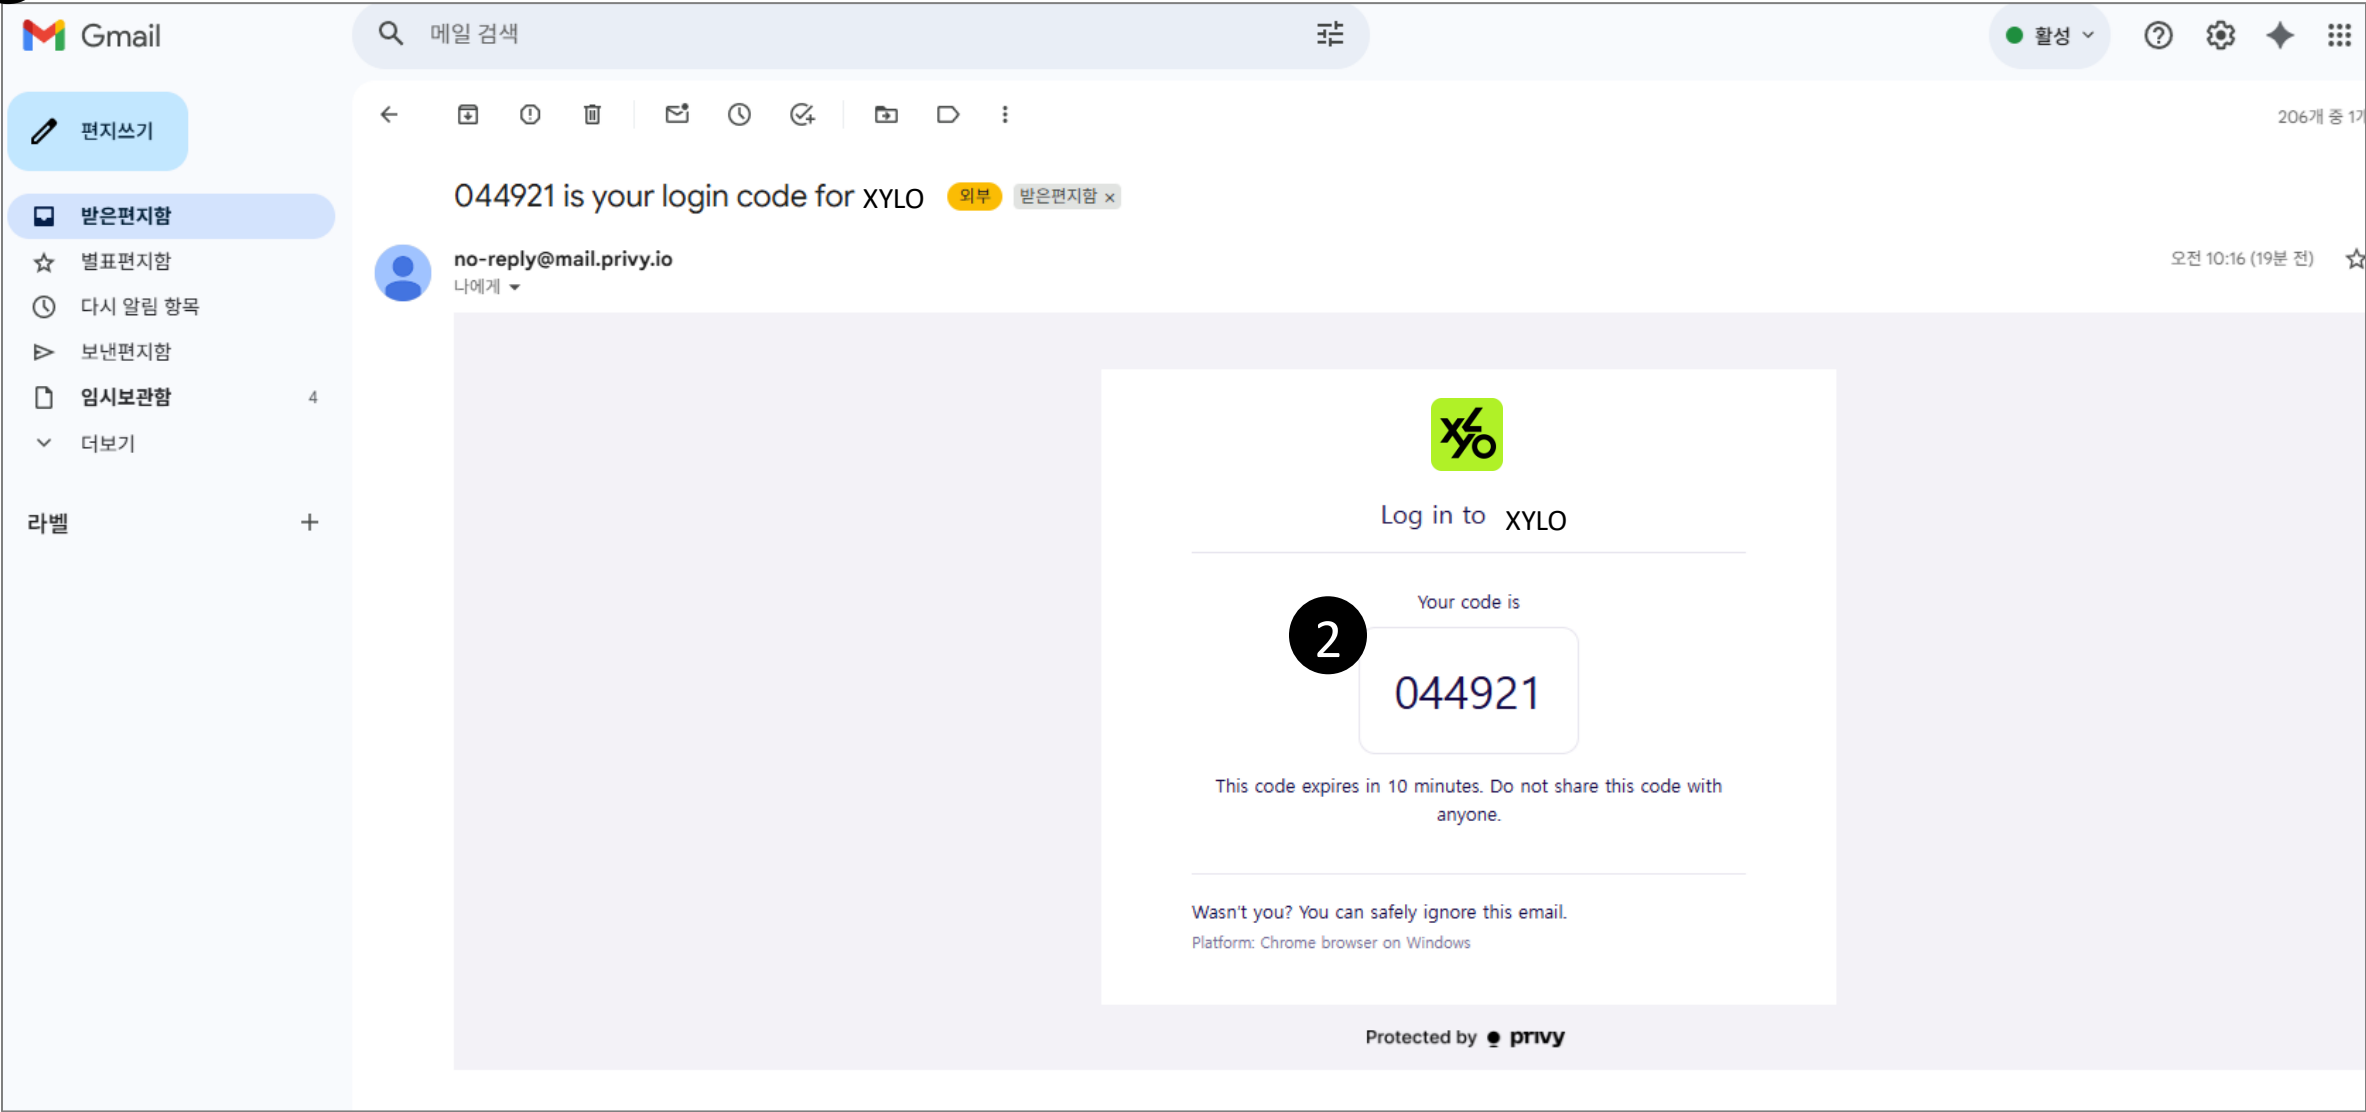 Gmail
메일 검색
활성
편지쓰기
206개 중 1
044921 is your login code for XYLO 외부 받은편지함 ×
받은편지함
별표편지함
no-reply@mail.privy.io
오전 10:16 (19분 전)
나에게
다시 알림 항목
보낸편지함
임시보관함 4
더보기
라벨
XYLO
Log in to XYLO
Your code is
2
044921
This code expires in 10 minutes. Do not share this code with
anyone.
Wasn't you? You can safely ignore this email.
Platform: Chrome browser on Windows
Protected by privy